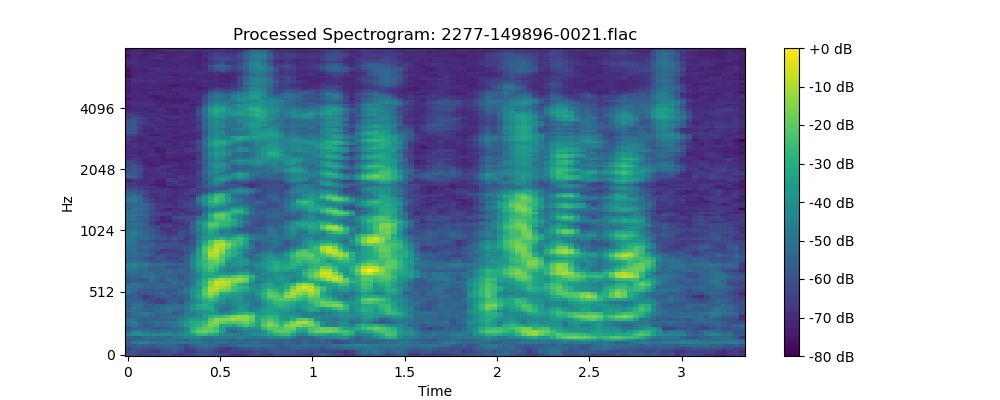 Processed Spectrogram: 2277-149896-0021.flac
Hz
4096
2048
1024
512
0
0
0.5
1
1.5
2
2.5
3
Time
+0 dB
-10 dB
-20 dB
-30 dB
-40 dB
-50 dB
-60 dB
-70 dB
-80 dB